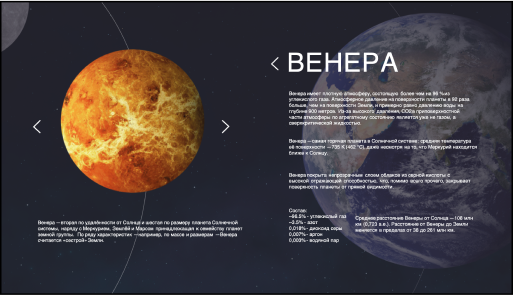 ВЕНЕРА
Венера имеет плотную атмосферу, состоящую более чем на 96 %из
углекислого газа. Атмосферное давление на поверхности планеты в 92 раза
больше, чем на поверхности Земли, и примерно равно давлению воды на
глубине 900 метров. Из-за высокого давления, CO2в приповерхностной
части атмосферы по агрегатному состоянию является уже не газом, а
сверхкритической жидкостью.
Венера — самая горячая планета в Солнечной системе: средняя температура
её поверхности — 735 К (462 °C), даже несмотря на то, что Меркурий находится
ближе к Солнцу.
Венера покрыта непрозрачным слоем облаков из серной кислоты с
высокой отражающей способностью, что, помимо всего прочего, закрывает
поверхность планеты от прямой видимости.
Состав:
~96,5% - углекислый газ
~3,5% - азот
0,018% - диоксид серы
0,007% - аргон
0,003% - водяной пар
Среднее расстояние Венеры от Солнца — 108 млн
км (0,723 а.е.). Расстояние от Венеры до Земли
меняется в пределах от 38 до 261 млн км.
Венера — вторая по удалённости от Солнца и шестая по размеру планета Солнечной
системы, наряду с Меркурием, Землёй и Марсом принадлежащая к семейству планет
земной группы. По ряду характеристик — например, по массе и размерам — Венера
считается «сестрой» Земли.